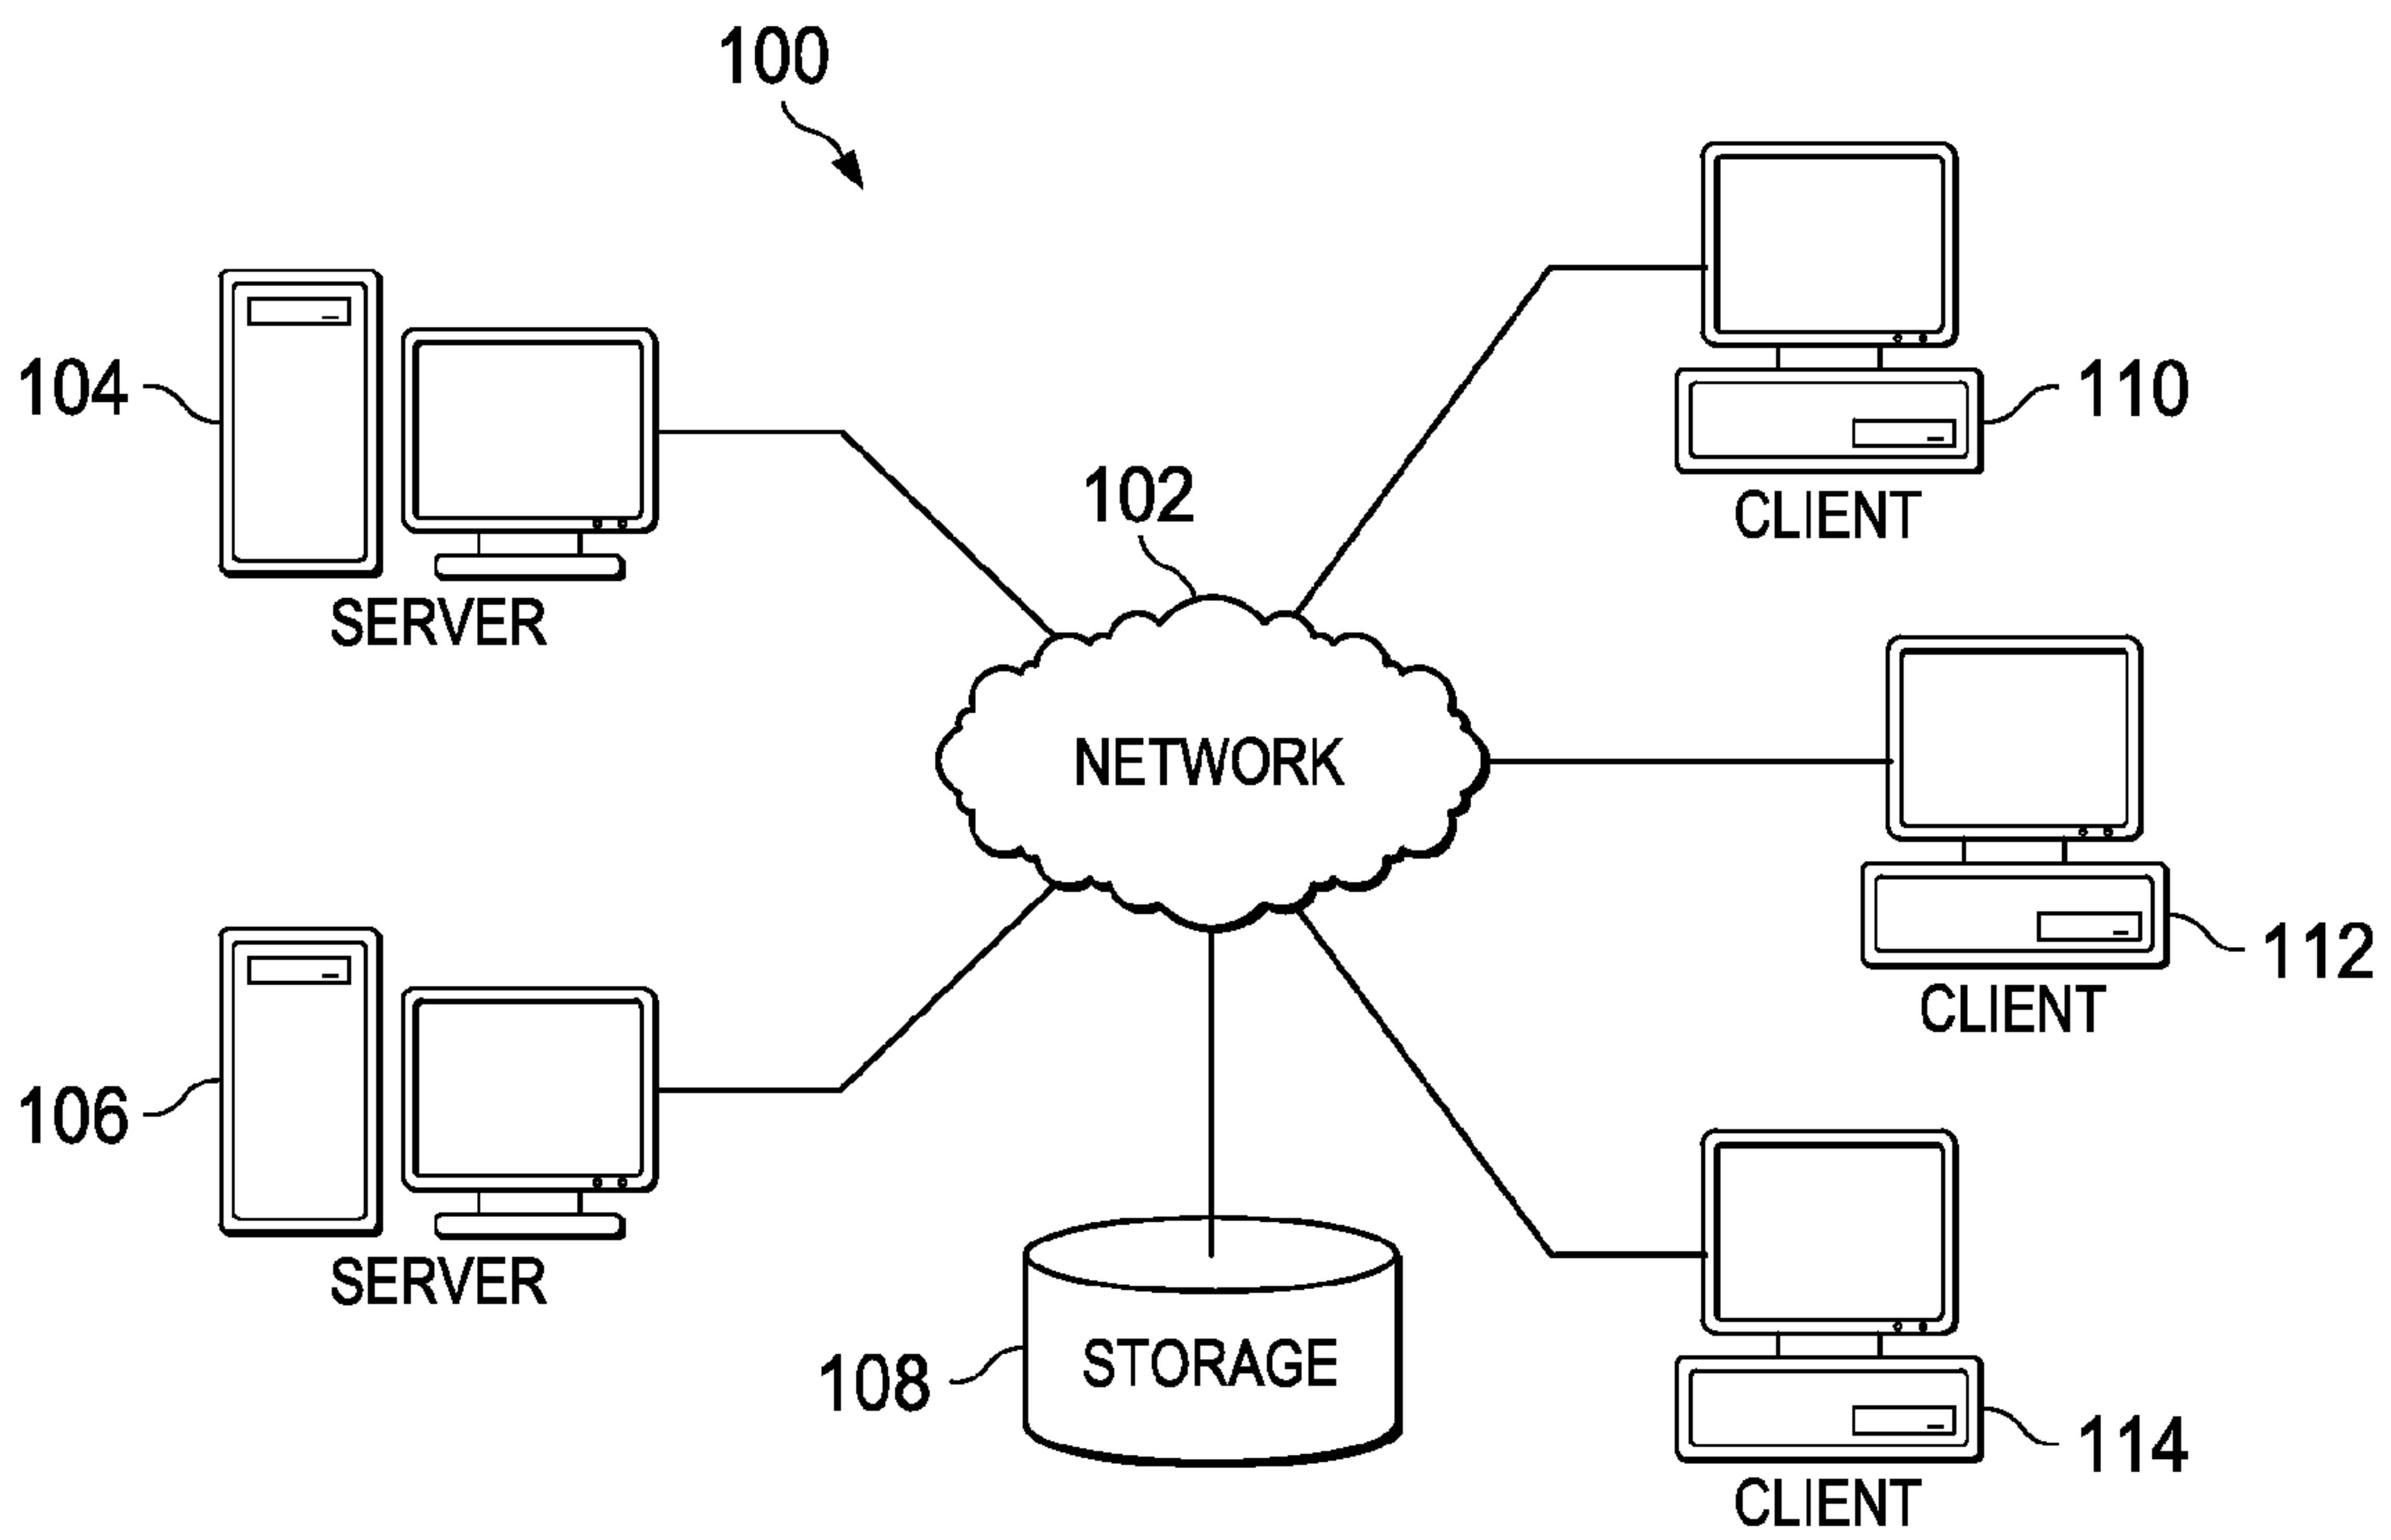 100
104
SERVER
110
CLIENT
102
NETWORK
112
CLIENT
106
SERVER
108
STORAGE
114
CLIENT